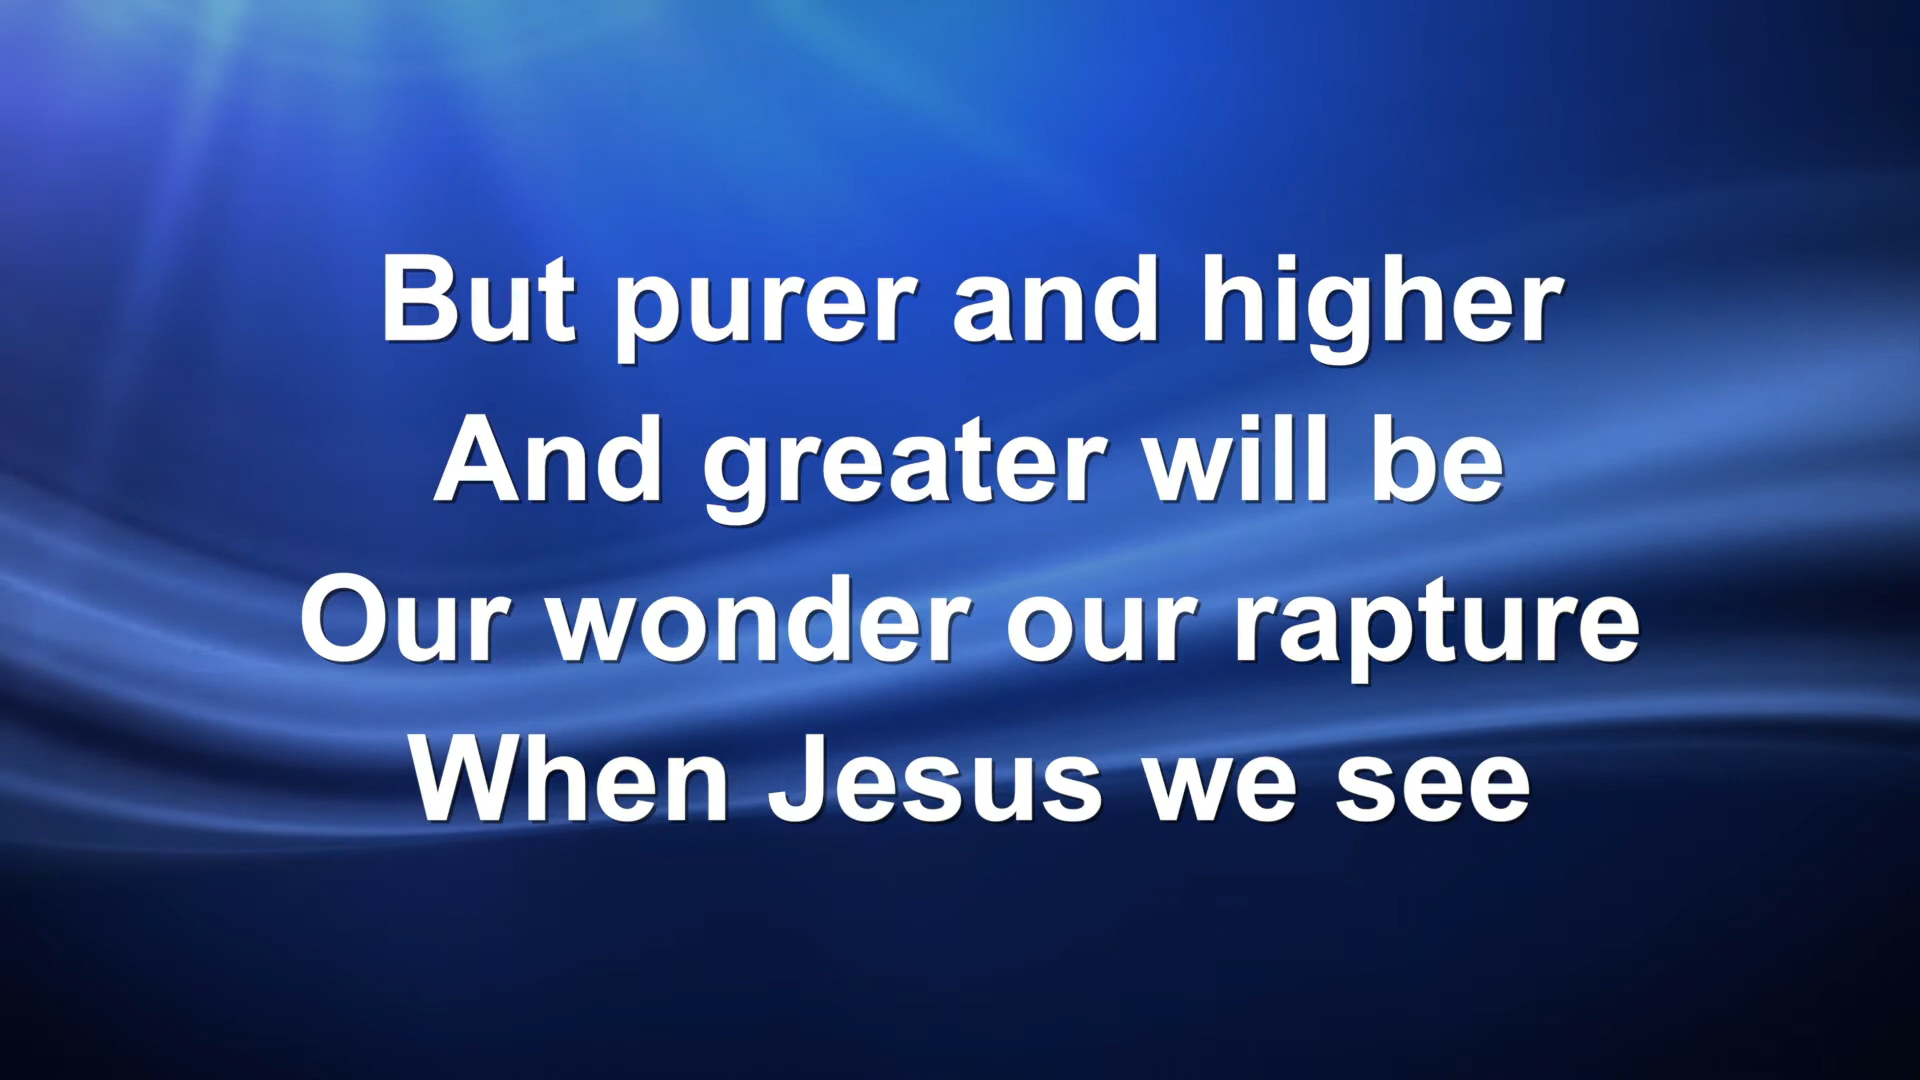 But purer and higher
And greater will be
Our wonder our rapture
When Jesus we see